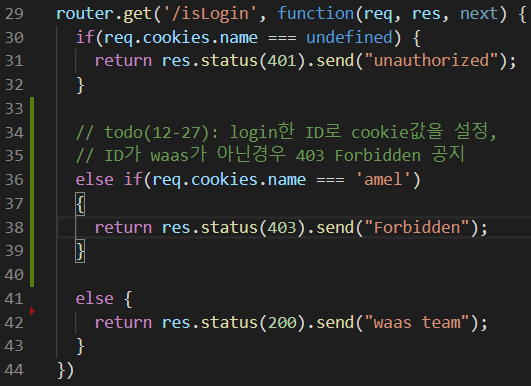 29 router.get('/isLogin', function(req, res, next) {
30 if(req.cookies.name === undefined) {
31 return res.status(401).send("unauthorized");
32 }
33
34 // todo(12-27): login한 ID로 cookie값을 설정,
35 // ID가 waas가 아닌경우 403 Forbidden 공지
36 else if(req.cookies.name === 'amel')
37 {
38 return res.status(403).send("Forbidden");
39 }
40
41 else {
42 return res.status(200).send("waas team");
43 }
44 })